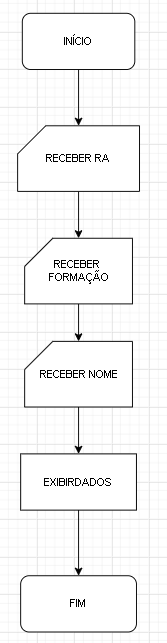 INÍCIO
RECEBER RA
RECEBER
FORMAÇÃO
RECEBER NOME
EXIBIRDADOS
FIM